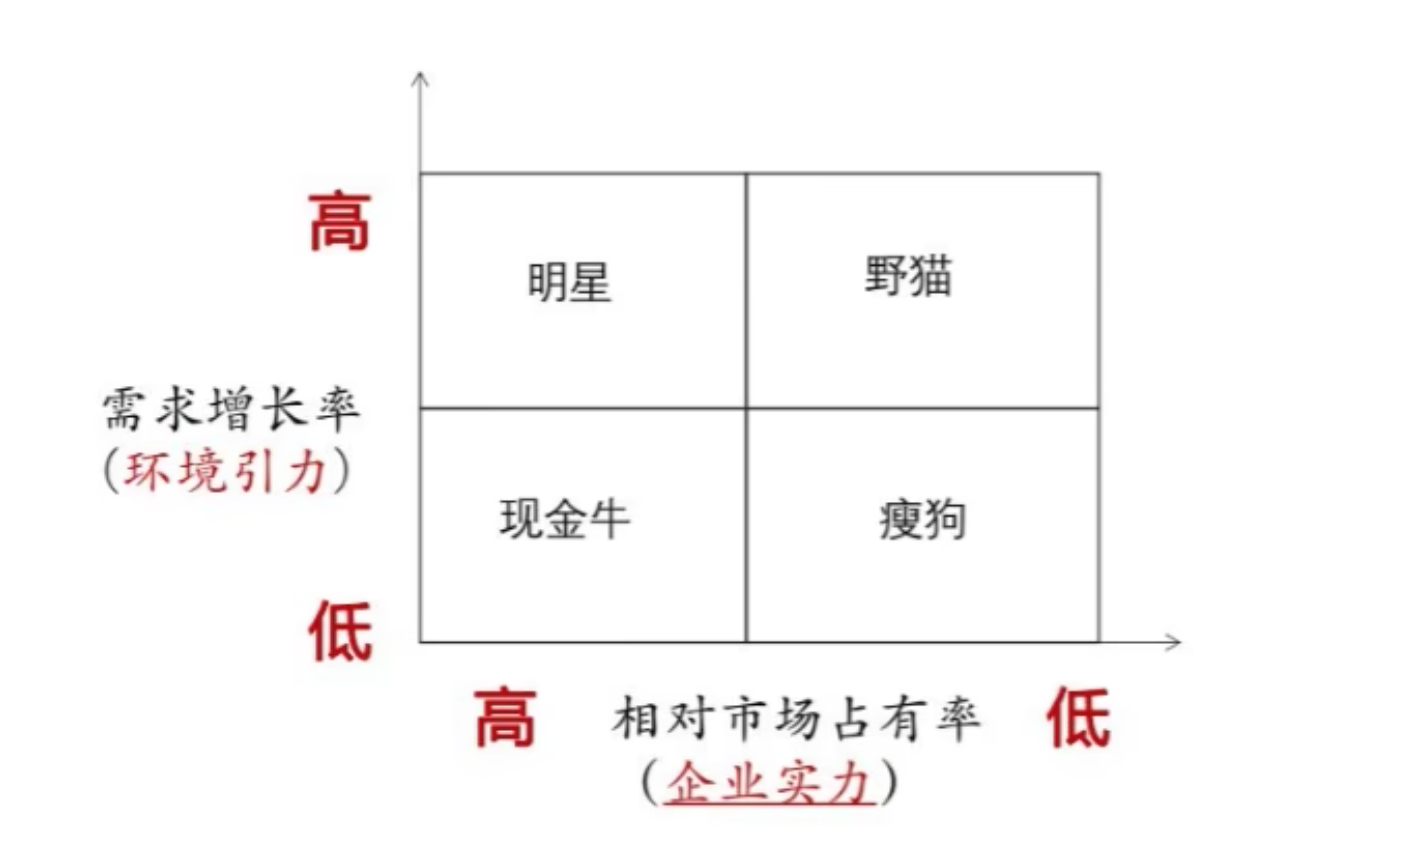 高
明星
野猫
需求增长率
(环境引力)
现金牛
瘦狗
低
高
相对市场占有率
低
(企业实力)